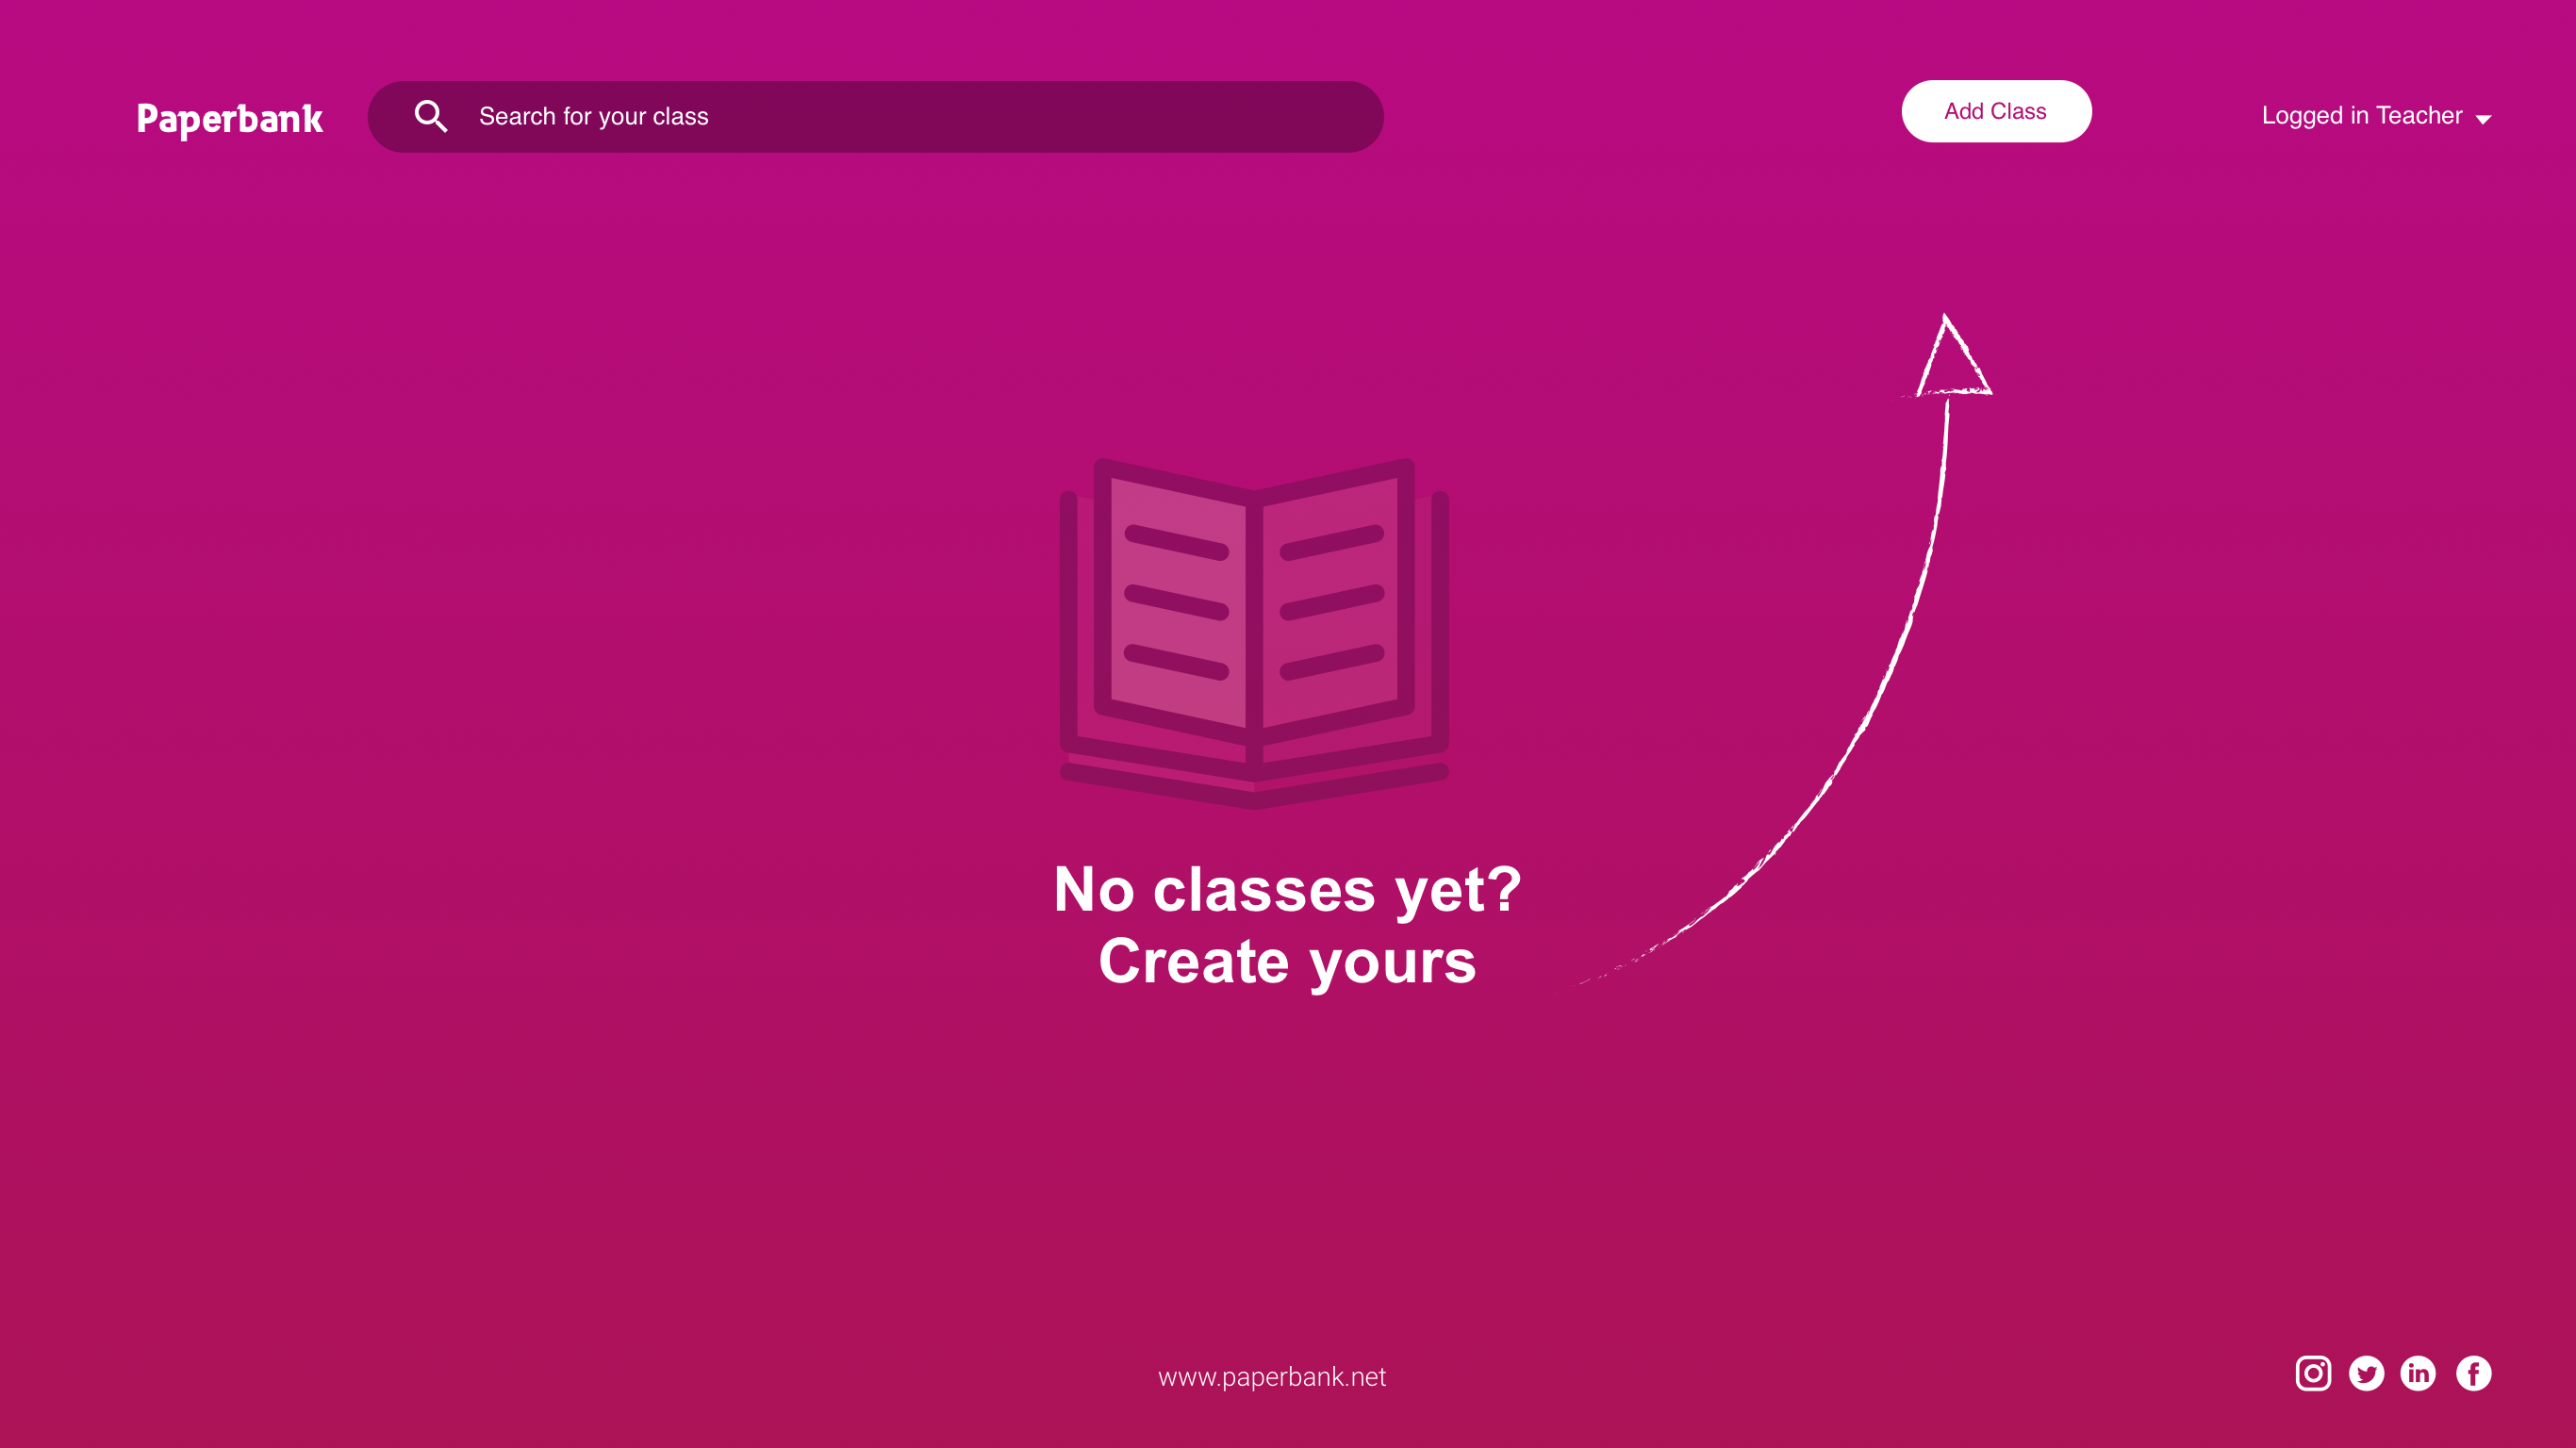 Paperbank
Search for your class
Add Class
Logged in Teacher
No classes yet?
Create yours
www.paperbank.net